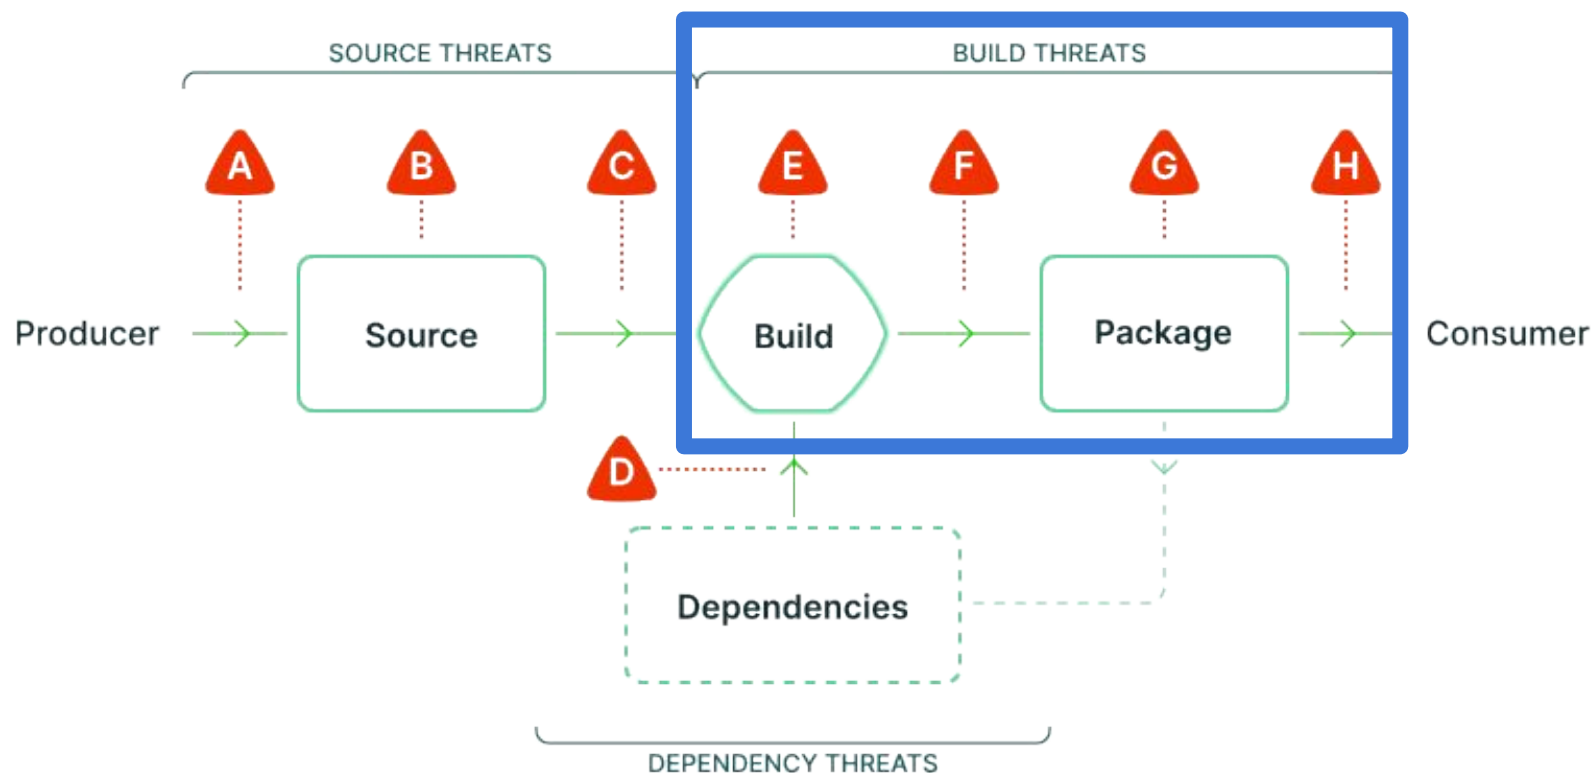 SOURCE THREATS
BUILD THREATS
A
B
C
E
F
G
H
Producer
Source
Build
Package
Consumer
D
Dependencies
DEPENDENCY THREATS